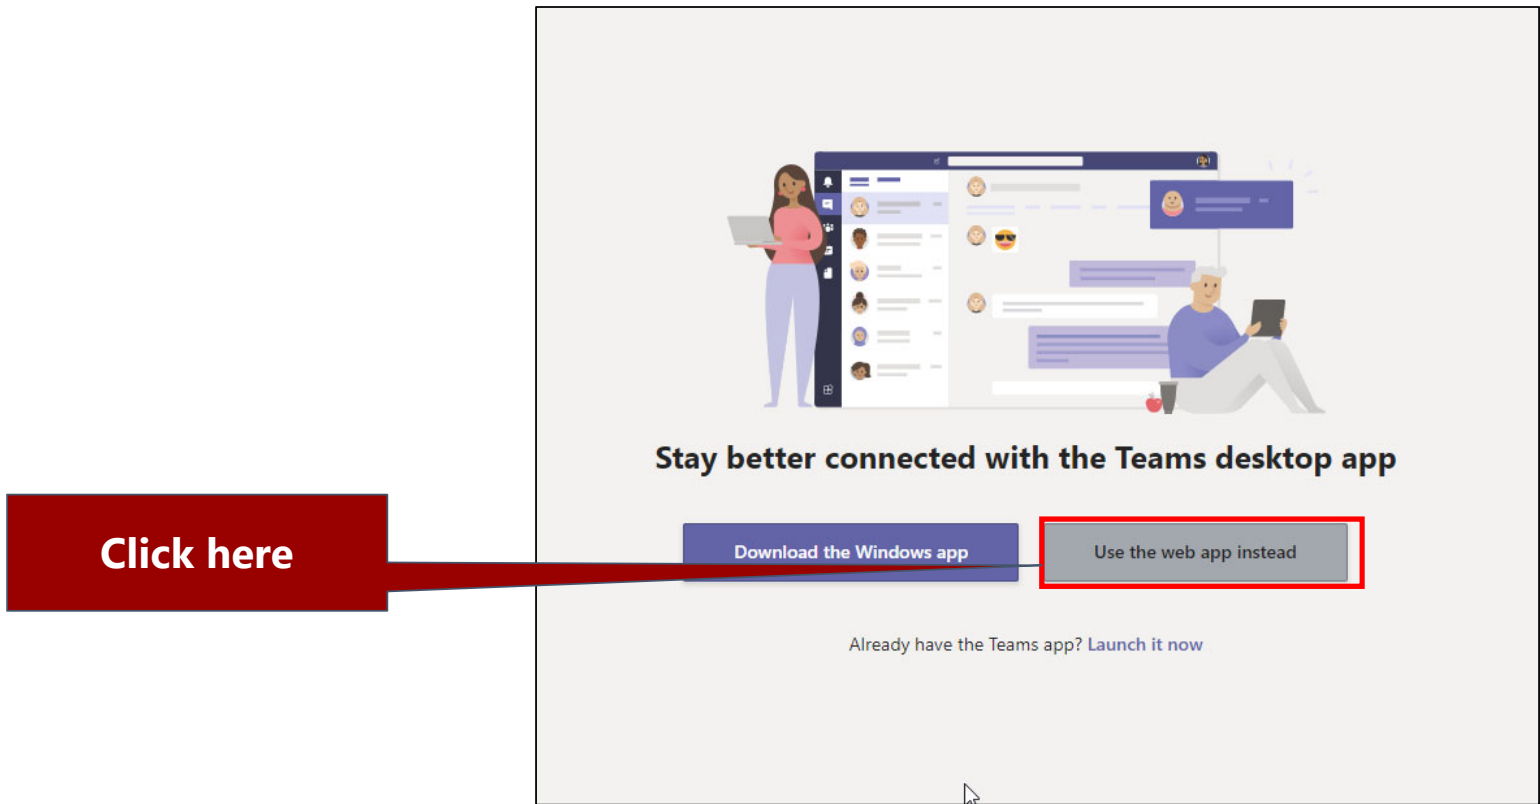 Stay better connected with the Teams desktop app
Click here
Download the Windows app
Use the web app instead
Already have the Teams app? Launch it now